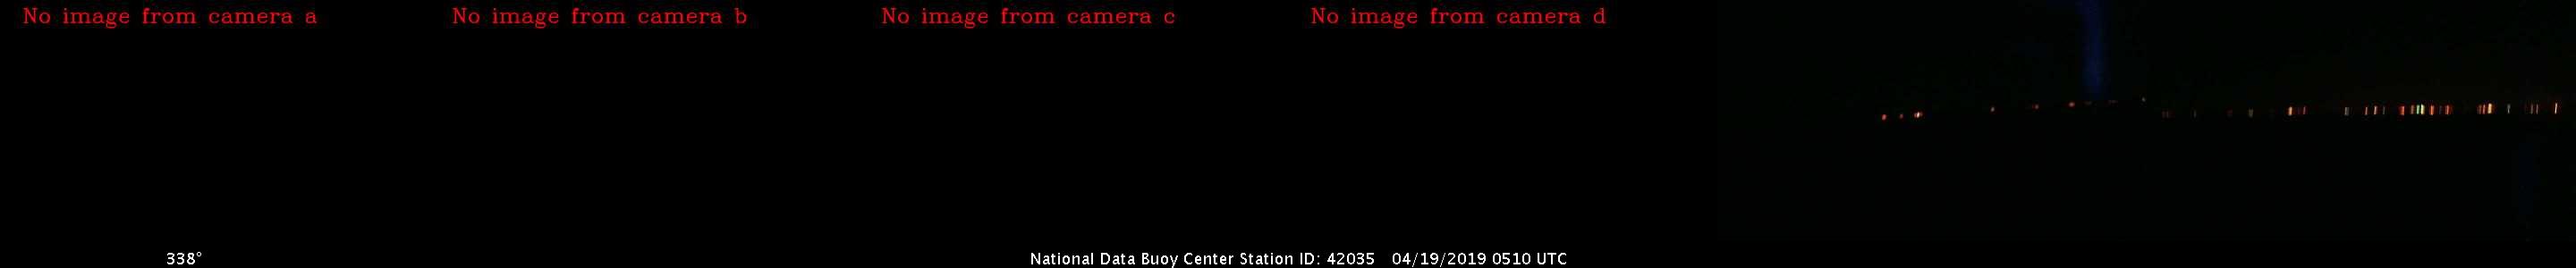 No image from camera a
No image from camera b
No image from camera c
No image from camera d
338°
National Data Buoy Center Station ID: 42035 04/19/2019 0510 UTC